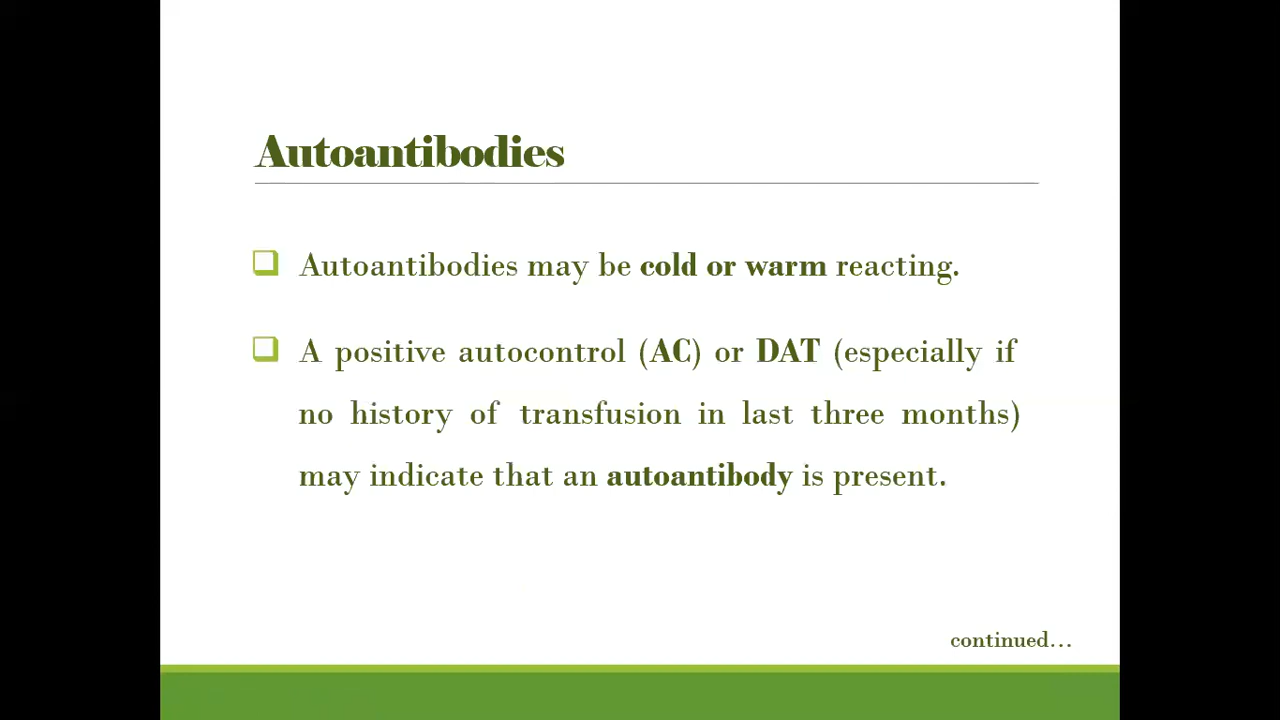 Autoantibodies
Autoantibodies may be cold or warm reacting.
A positive autocontrol (AC) or DAT (especially if
no history of transfusion in last three months)
may indicate that an autoantibody is present.
continued...